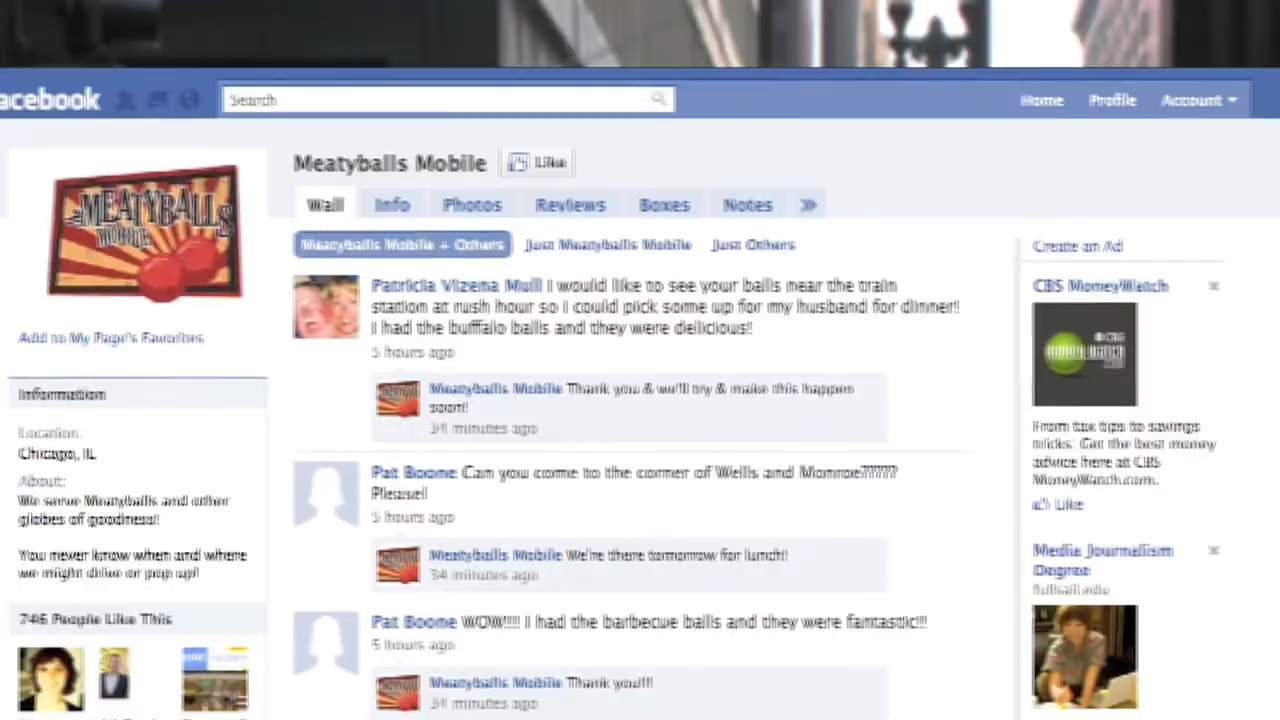 acebook
Search
Home Profile Account
MEATYBALLS
MOBILE
Meatyballs Mobile Like
Wall Info Photos Reviews Boxes Notes
Meatyballs Mobile + Others Just Meatyballs Mobile Just Others
Add to My Page's Favorites
Information
Location:
Chicago, IL
About:
We serve Meatyballs and other
globes of goodness!!
You never know when and where
we might drive or pop up!
746 People Like This
Patricia Vizena Mull I would like to see your balls near the train
station at rush hour so I could pick some up for my husband for dinner!!
I had the buffalo balls and they were delicious!!
5 hours ago
Meatyballs Mobile Thank you & we'll try & make this happen
soon!!
34 minutes ago
Pat Boome Can you come to the corner of Wells and Monroe?????
Please!!
5 hours ago
Meatyballs Mobile We're there tomorrow for lunch!!
34 minutes ago
Pat Boome WOW!!!! I had the barbecue balls and they were fantastic!!!
5 hours ago
Meatyballs Mobile Thank you!!!
34 minutes ago
Create an Ad
CBS MoneyWatch
From tax tips to savings
tricks. Get the best money
advice here at CBS
MoneyWatch.com.
Like
Media Journalism
Degree
fullsail.edu